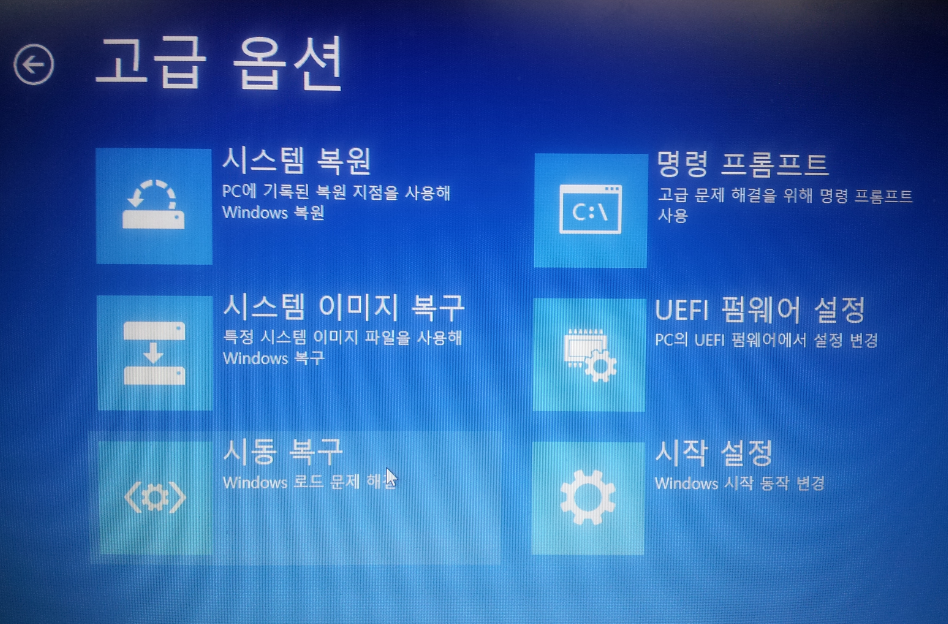 고급 옵션
시스템 복원
PC에 기록된 복원 지점을 사용해
Windows 복원
시스템 이미지 복구
특정 시스템 이미지 파일을 사용해
Windows 복구
시동 복구
Windows 로드 문제 해결
명령 프롬프트
고급 문제 해결을 위해 명령 프롬프트
사용
C:\
UEFI 펌웨어 설정
PC의 UEFI 펌웨어에서 설정 변경
시작 설정
Windows 시작 동작 변경